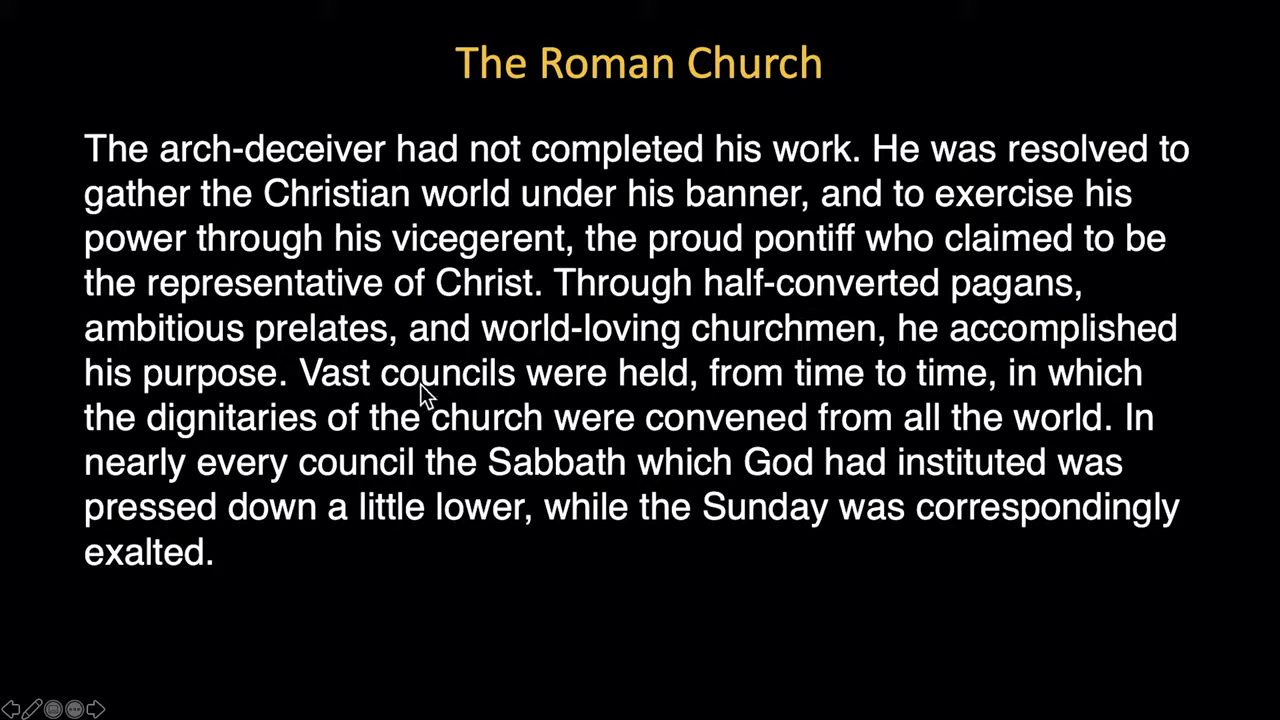 The Roman Church
The arch-deceiver had not completed his work. He was resolved to
gather the Christian world under his banner, and to exercise his
power through his vicegerent, the proud pontiff who claimed to be
the representative of Christ. Through half-converted pagans,
ambitious prelates, and world-loving churchmen, he accomplished
his purpose. Vast councils were held, from time to time, in which
the dignitaries of the church were convened from all the world. In
nearly every council the Sabbath which God had instituted was
pressed down a little lower, while the Sunday was correspondingly
exalted.